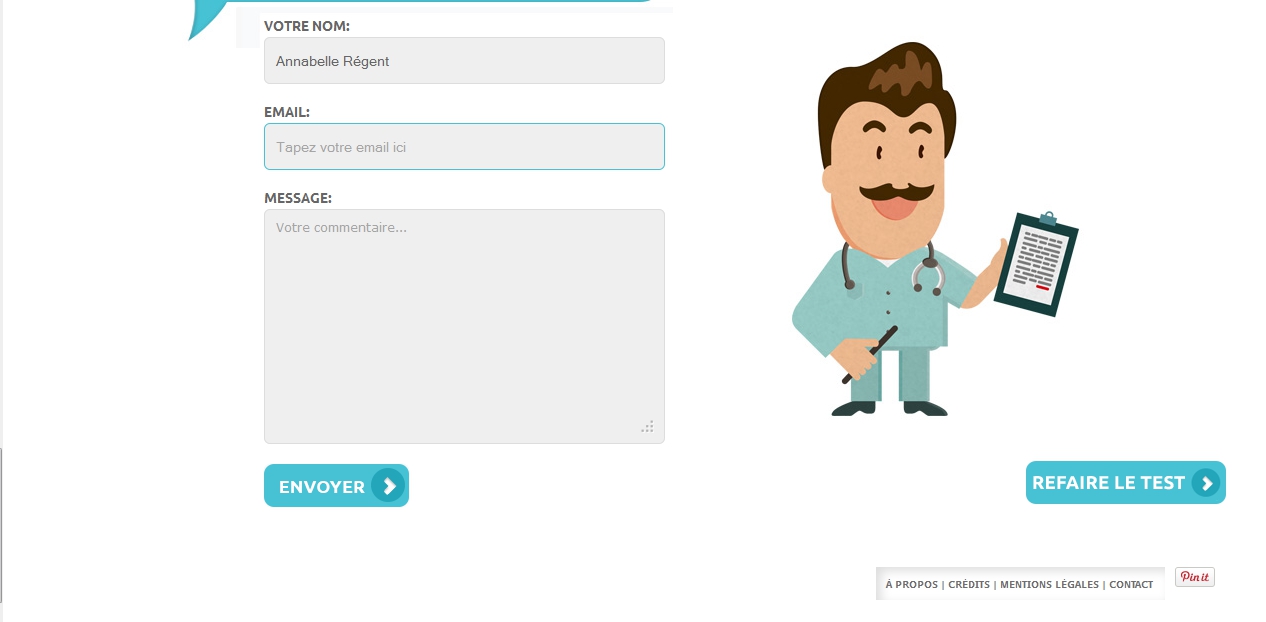 VOTRE NOM:
Annabelle Régent
EMAIL:
Tapez votre email ici
MESSAGE:
Votre commentaire...
ENVOYER
REFAIRE LE TEST
À PROPOS | CRÉDITS | MENTIONS LÉGALES | CONTACT
Pin it